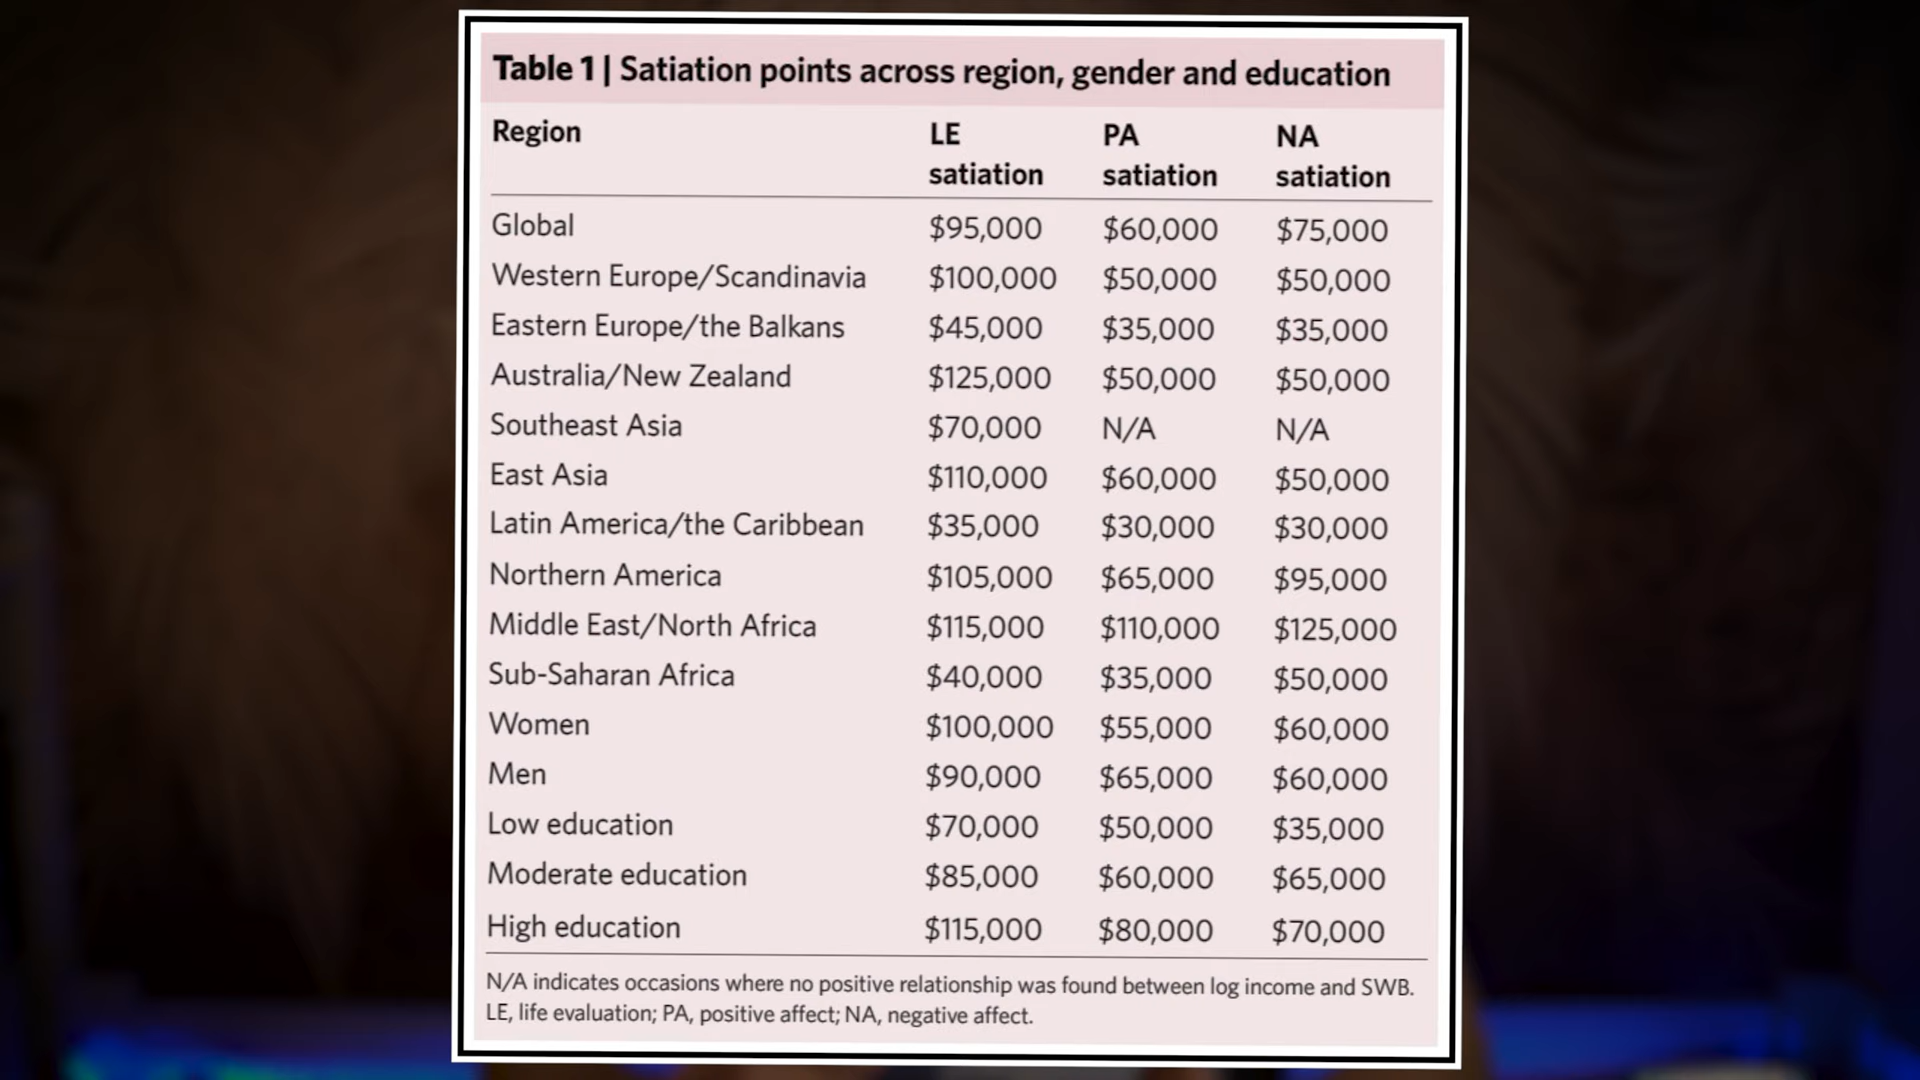 Table 1 | Satiation points across region, gender and education
Region LE satiation PA satiation NA satiation
Global $95,000 $60,000 $75,000
Western Europe/Scandinavia $100,000 $50,000 $50,000
Eastern Europe/the Balkans $45,000 $35,000 $35,000
Australia/New Zealand $125,000 $50,000 $50,000
Southeast Asia $70,000 N/A N/A
East Asia $110,000 $60,000 $50,000
Latin America/the Caribbean $35,000 $30,000 $30,000
Northern America $105,000 $65,000 $95,000
Middle East/North Africa $115,000 $110,000 $125,000
Sub-Saharan Africa $40,000 $35,000 $50,000
Women $100,000 $55,000 $60,000
Men $90,000 $65,000 $60,000
Low education $70,000 $50,000 $35,000
Moderate education $85,000 $60,000 $65,000
High education $115,000 $80,000 $70,000
N/A indicates occasions where no positive relationship was found between log income and SWB.
LE, life evaluation; PA, positive affect; NA, negative affect.